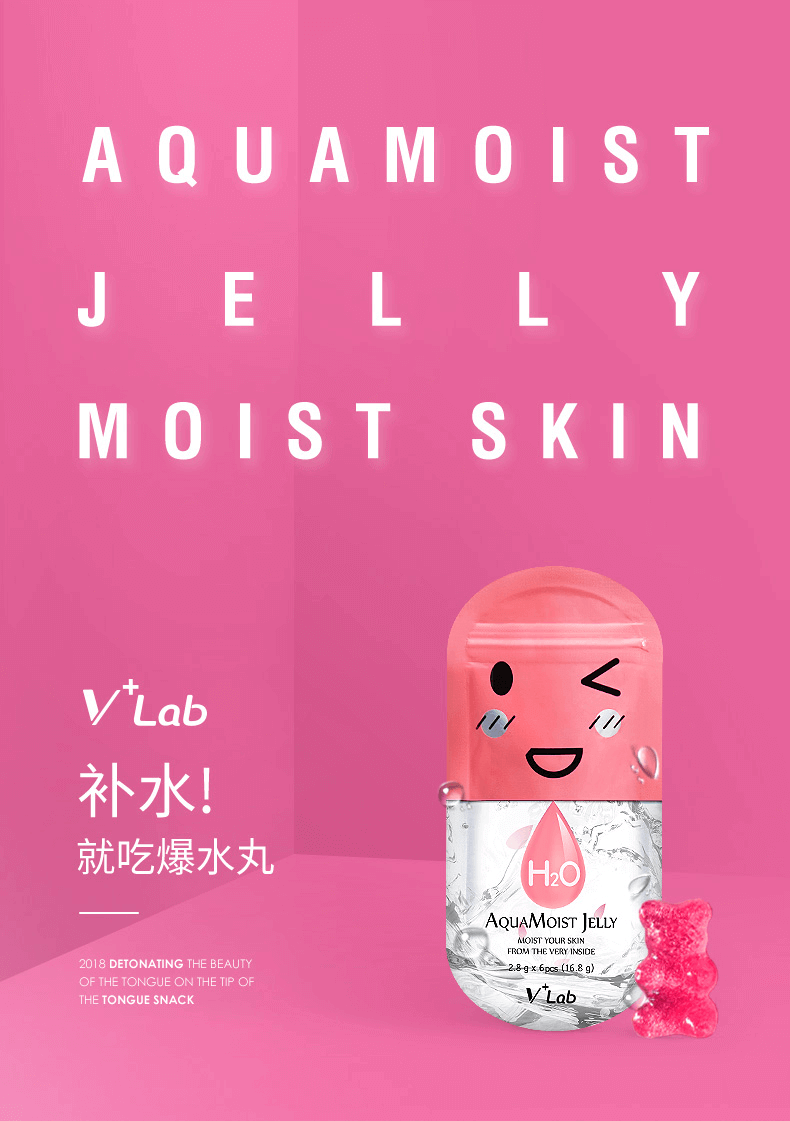 AQUAMOIST
JELLY
MOIST SKIN
V+Lab
补水!
就吃爆水丸
2018 DETONATING THE BEAUTY
OF THE TONGUE ON THE TIP OF
THE TONGUE SNACK
H2O
AQUAMOIST JELLY
MOIST YOUR SKIN
FROM THE VERY INSIDE
2.8 g x 6pcs (16.8 g)
V+Lab